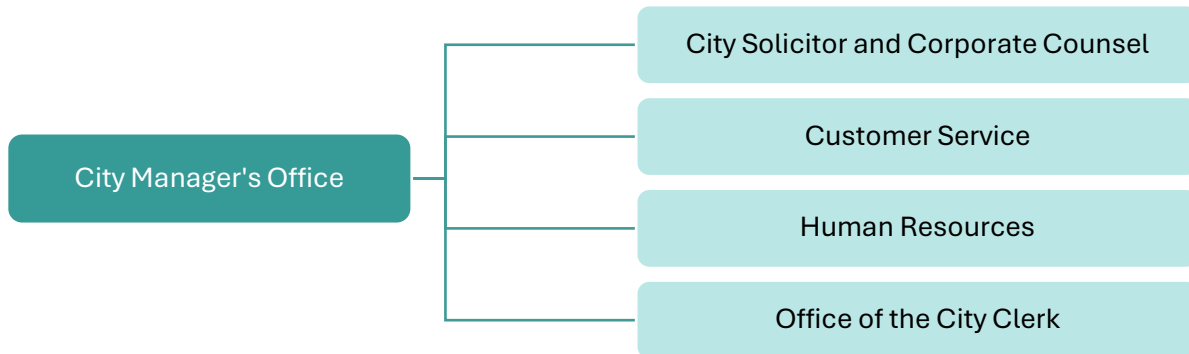 City Solicitor and Corporate Counsel
Customer Service
City Manager's Office
Human Resources
Office of the City Clerk